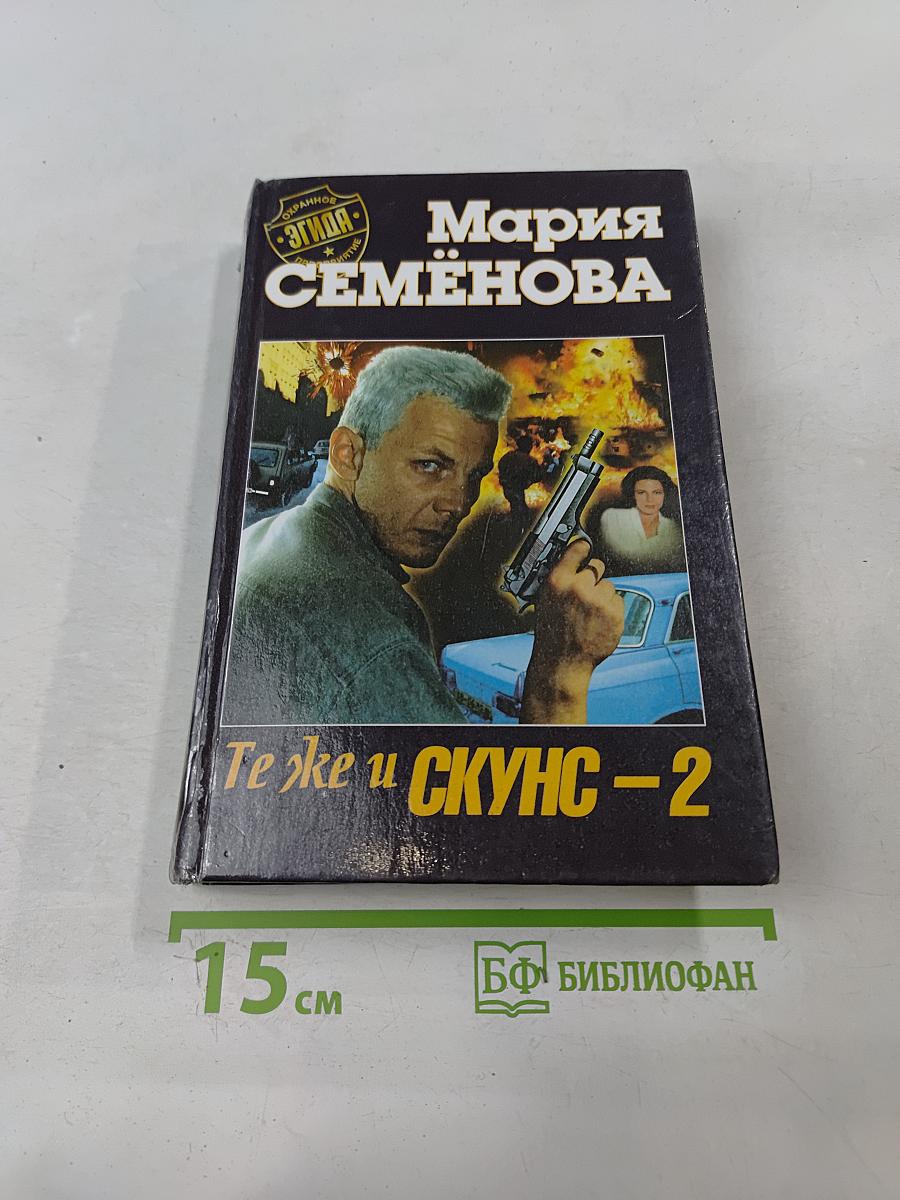 ОХРАННОЕ
ЭГИДА
ПРЕДПРИЯТИЕ
Мария
СЕМЁНОВА
Те же и СКУНС – 2
15 см
БФ БИБЛИОФАН